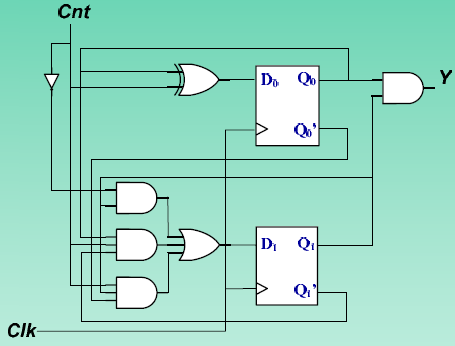 Cnt
D₀ Q₀
Q₀'
Y
D₁ Q₁
Q₁'
Clk